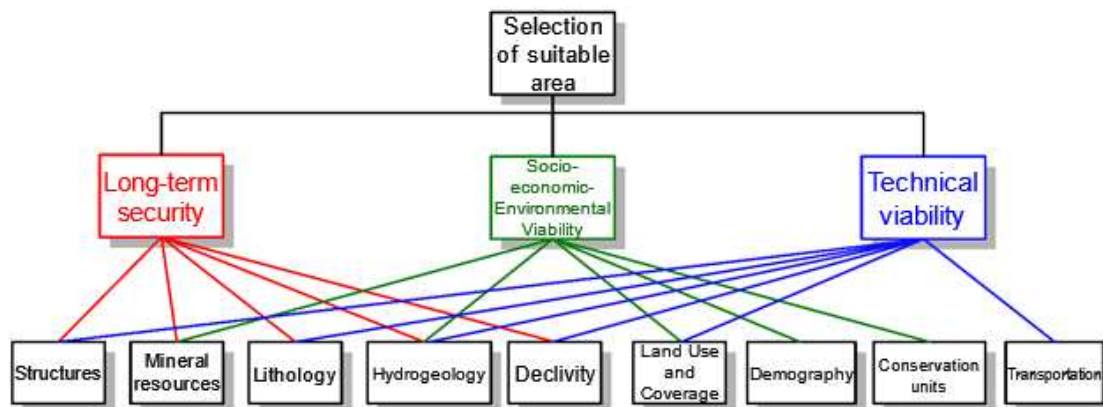 Selection
of suitable
area
Long-term
security
Socio-
economic-
Environmental
Viability
Technical
viability
Structures
Mineral
resources
Lithology
Hydrogeology
Declivity
Land Use
and
Coverage
Demography
Conservation
units
Transportation